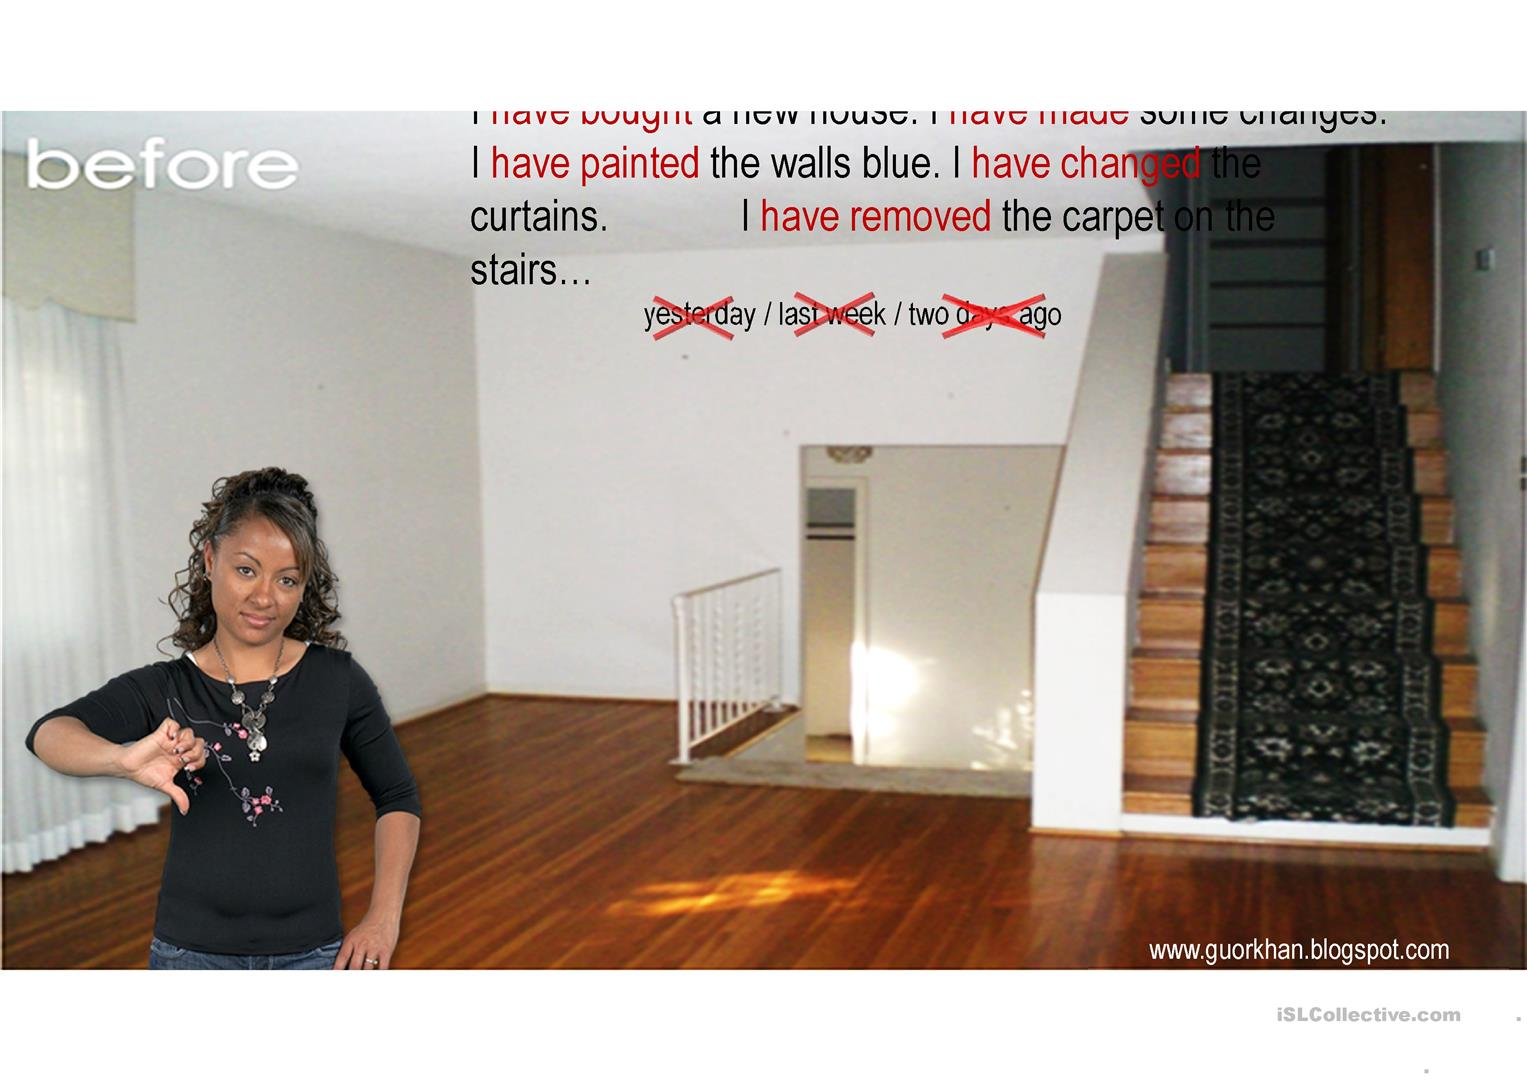 before
I have bought a new house. I have made some changes.
I have painted the walls blue. I have changed the
curtains. I have removed the carpet on the
stairs…
yesterday / last week / two days ago
www.guorkhan.blogspot.com
iSLCollective.com